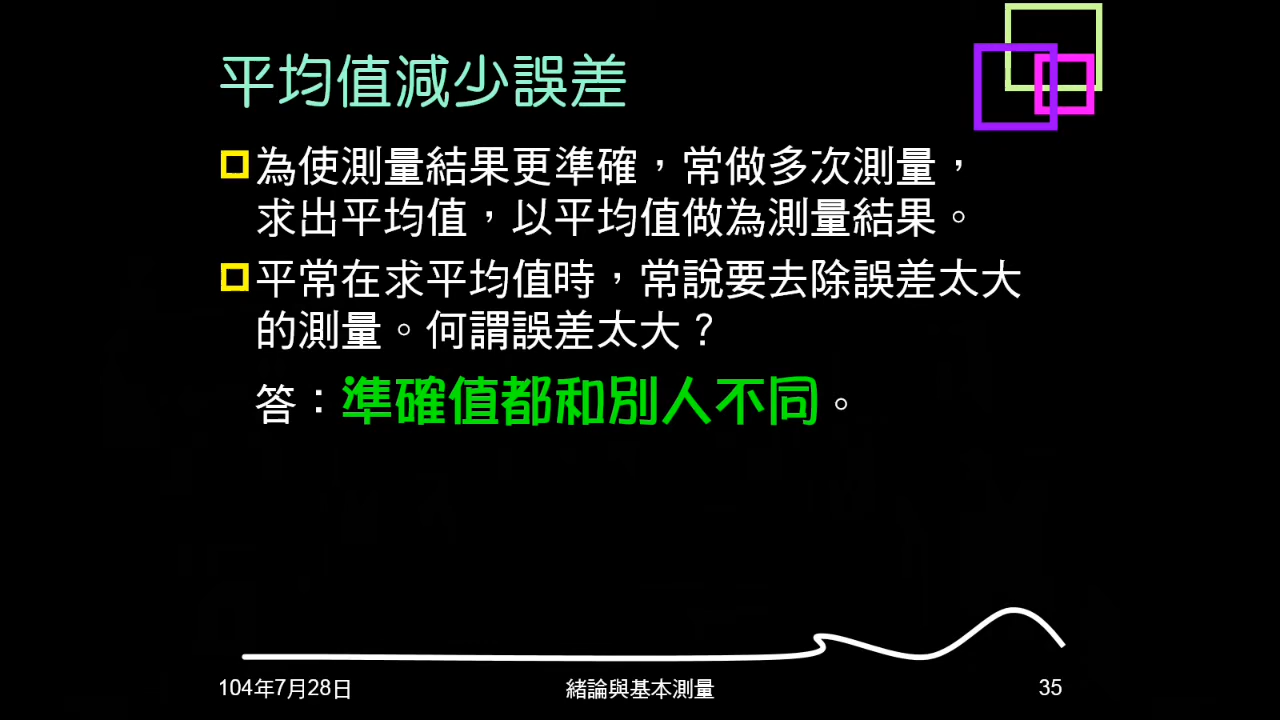 平均值減少誤差
為使測量結果更準確，常做多次測量，
求出平均值，以平均值做為測量結果。
平常在求平均值時，常說要去除誤差太大
的測量。何謂誤差太大？
答：準確值都和別人不同。
104年7月28日
緒論與基本測量
35